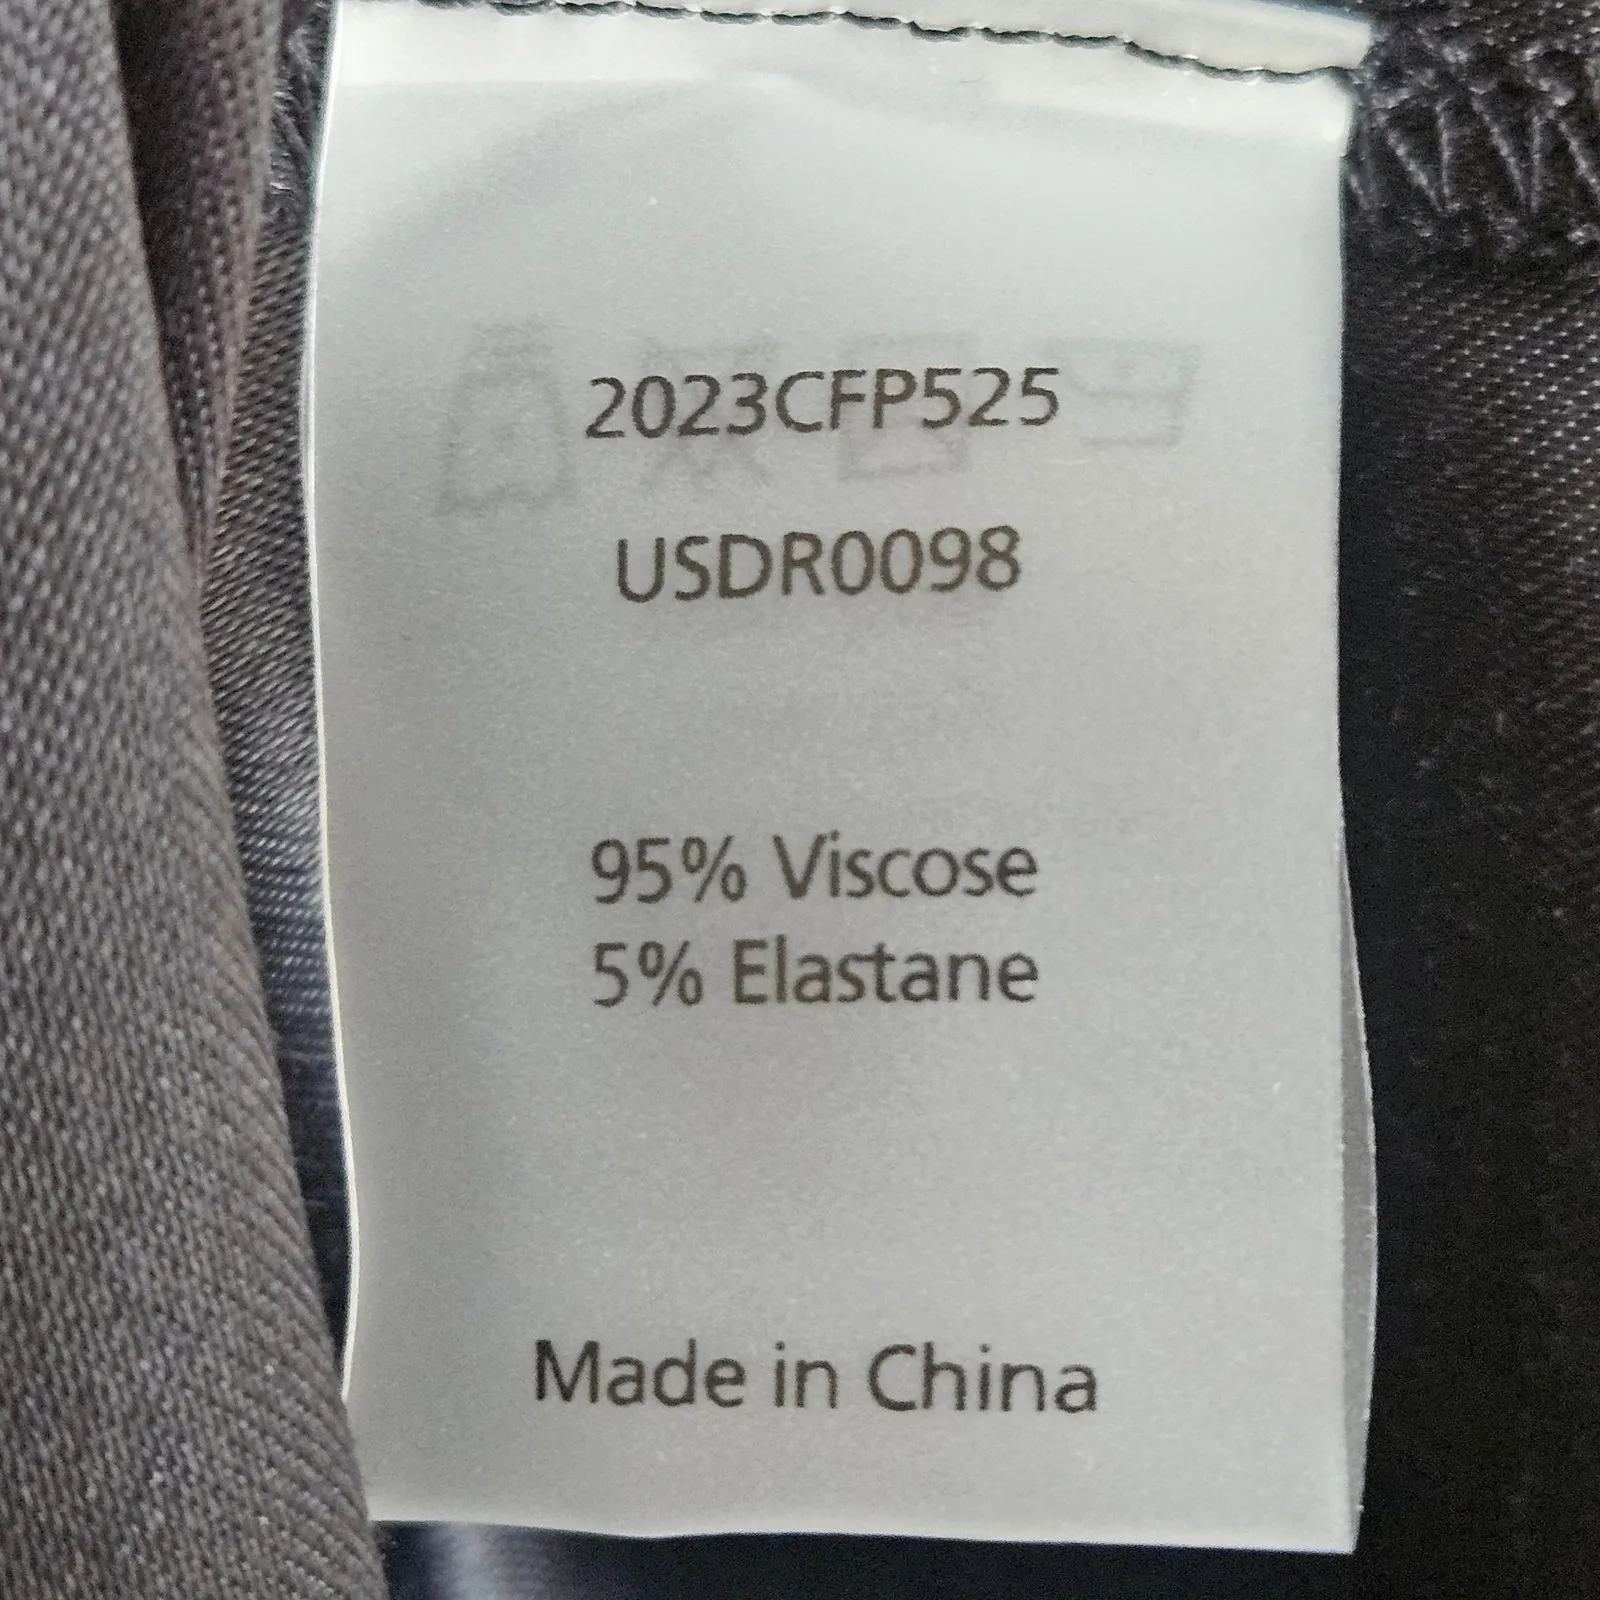 2023CFP525
USDR0098
95% Viscose
5% Elastane
Made in China